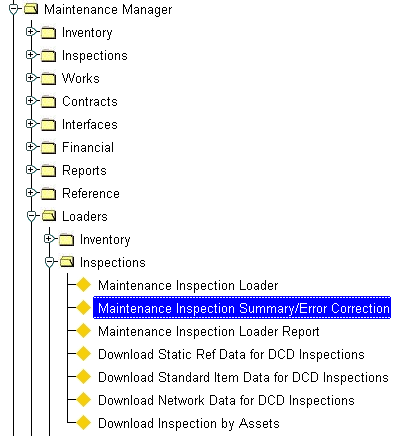 Maintenance Manager
Inventory
Inspections
Works
Contracts
Interfaces
Financial
Reports
Reference
Loaders
Inventory
Inspections
Maintenance Inspection Loader
Maintenance Inspection Summary/Error Correction
Maintenance Inspection Loader Report
Download Static Ref Data for DCD Inspections
Download Standard Item Data for DCD Inspections
Download Network Data for DCD Inspections
Download Inspection by Assets